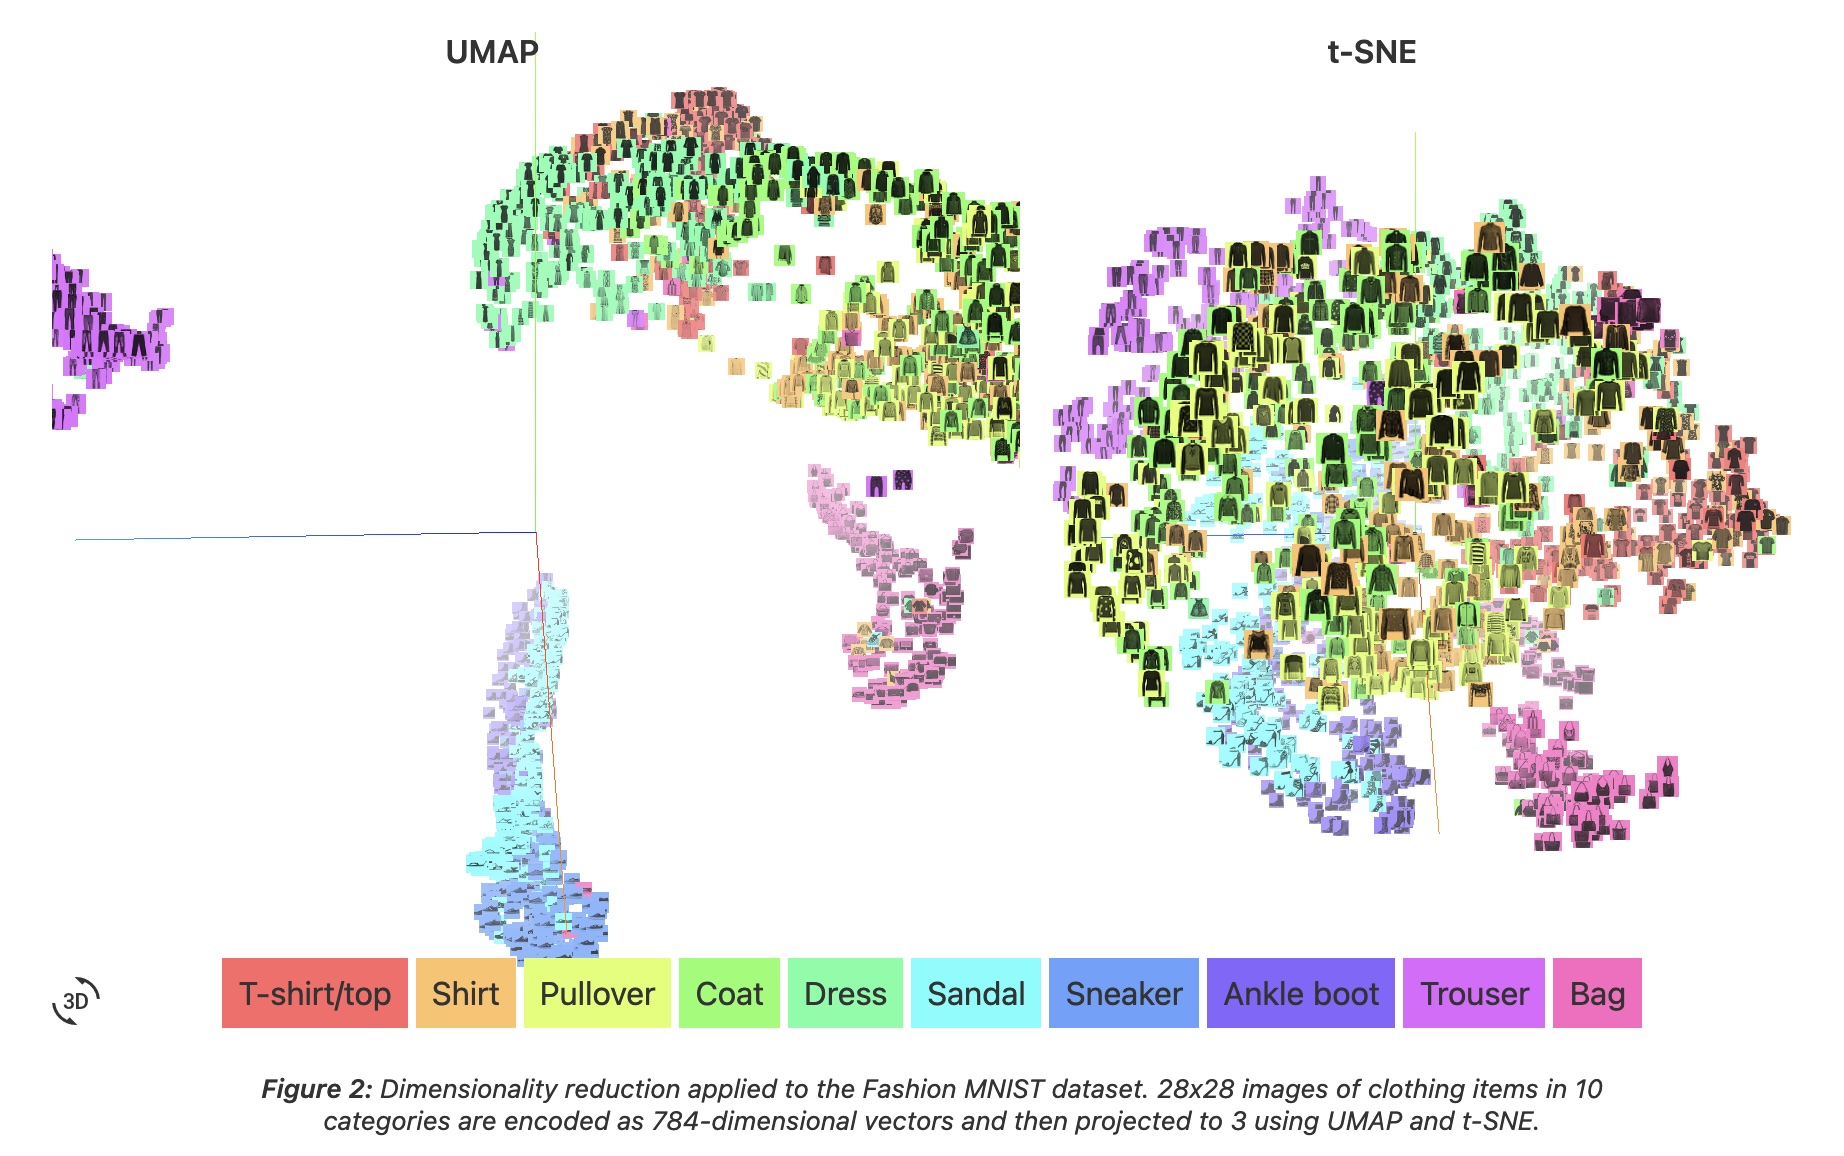 UMAP
t-SNE
3D
T-shirt/top
Shirt
Pullover
Coat
Dress
Sandal
Sneaker
Ankle boot
Trouser
Bag
Figure 2: Dimensionality reduction applied to the Fashion MNIST dataset. 28x28 images of clothing items in 10
categories are encoded as 784-dimensional vectors and then projected to 3 using UMAP and t-SNE.